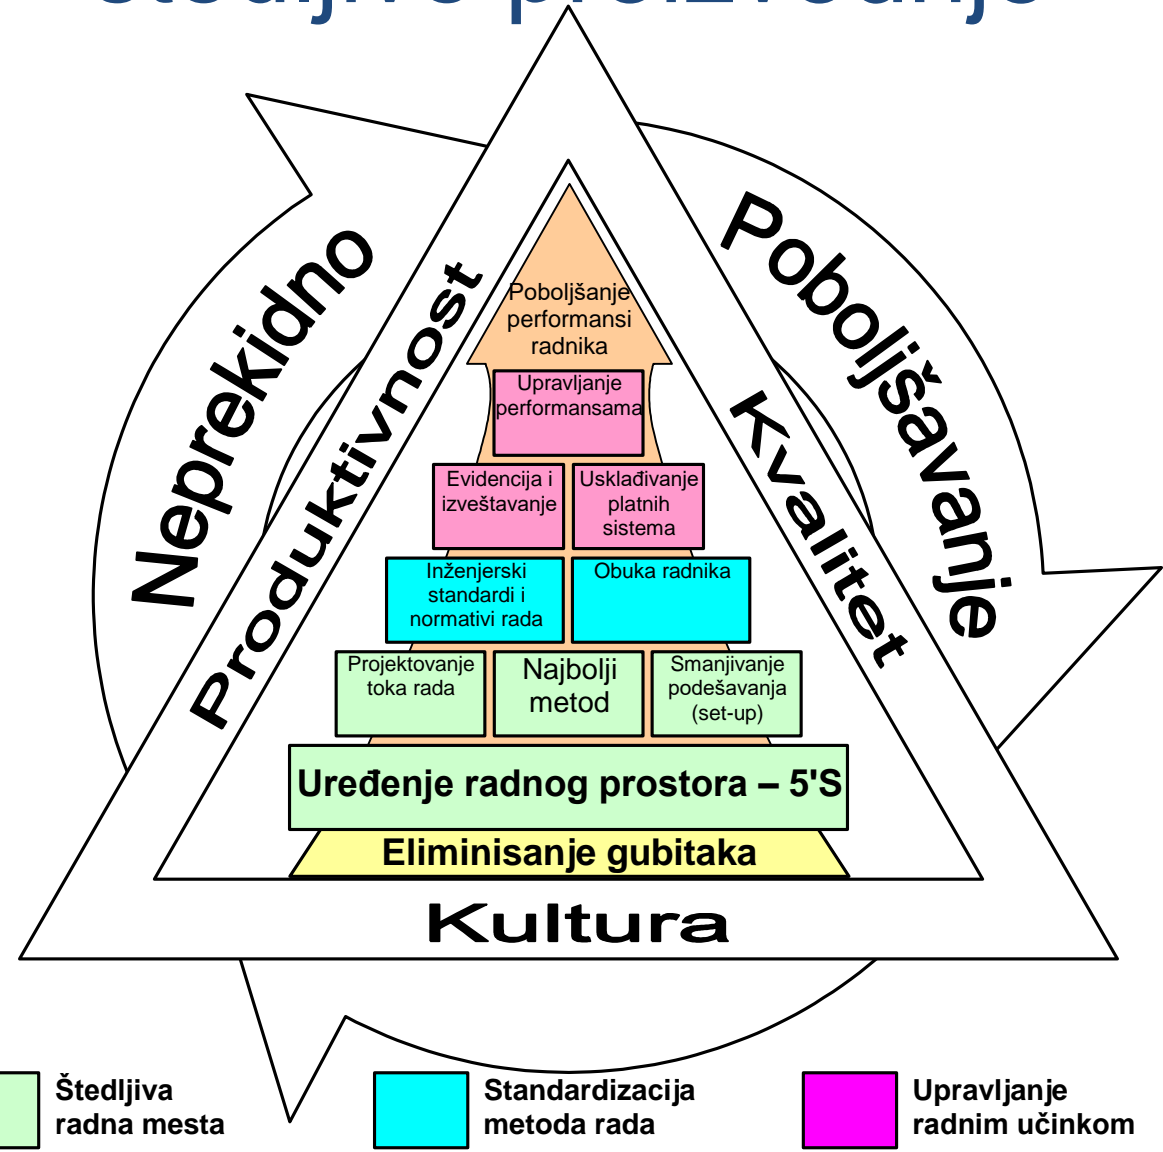 Neprekidno
Poboljšavanje
Produktivnost
Kvalitet
Poboljšanje
performansi
radnika
Upravljanje
performansama
Evidencija i
izveštavanje
Usklađivanje
platnih
sistema
Inženjerski
standardi i
normativi rada
Obuka radnika
Projektovanje
toka rada
Najbolji
metod
Smanjivanje
podešavanja
(set-up)
Uređenje radnog prostora – 5'S
Eliminisanje gubitaka
Kultura
Štedljiva
radna mesta
Standardizacija
metoda rada
Upravljanje
radnim učinkom